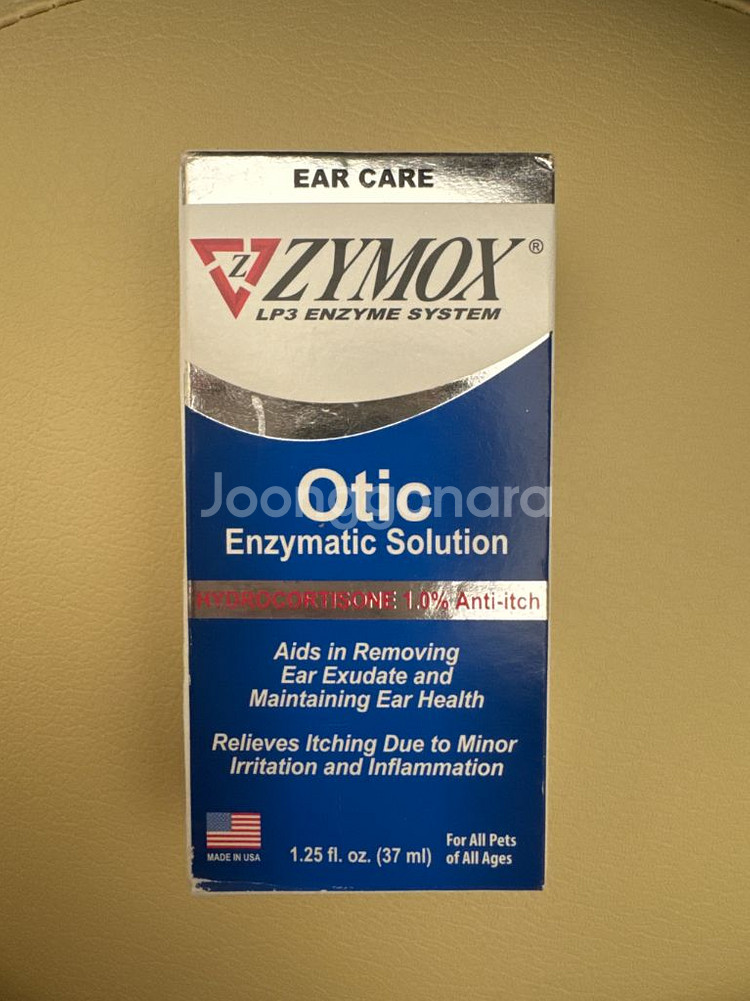 EAR CARE
Z ZYMOX®
LP3 ENZYME SYSTEM
Otic
Joonggonara
Enzymatic Solution
HYDROCORTISONE 1.0% Anti-itch
Aids in Removing
Ear Exudate and
Maintaining Ear Health
Relieves Itching Due to Minor
Irritation and Inflammation
MADE IN USA
1.25 fl. oz. (37 ml)
For All Pets
of All Ages